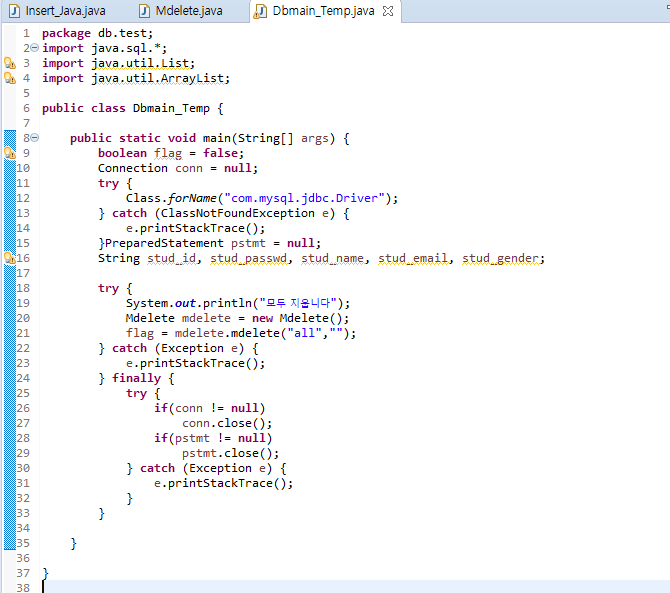 Insert_Java.java Mdelete.java Dbmain_Temp.java
1 package db.test;
2 import java.sql.*;
3 import java.util.List;
4 import java.util.ArrayList;
5
6 public class Dbmain_Temp {
7
8 public static void main(String[] args) {
9 boolean flag = false;
10 Connection conn = null;
11 try {
12 Class.forName("com.mysql.jdbc.Driver");
13 } catch (ClassNotFoundException e) {
14 e.printStackTrace();
15 }PreparedStatement pstmt = null;
16 String stud_id, stud_passwd, stud_name, stud_email, stud_gender;
17
18 try {
19 System.out.println("모두 지웁니다");
20 Mdelete mdelete = new Mdelete();
21 flag = mdelete.mdelete("all","");
22 } catch (Exception e) {
23 e.printStackTrace();
24 } finally {
25 try {
26 if(conn != null)
27 conn.close();
28 if(pstmt != null)
29 pstmt.close();
30 } catch (Exception e) {
31 e.printStackTrace();
32 }
33 }
34
35 }
36
37 }
38